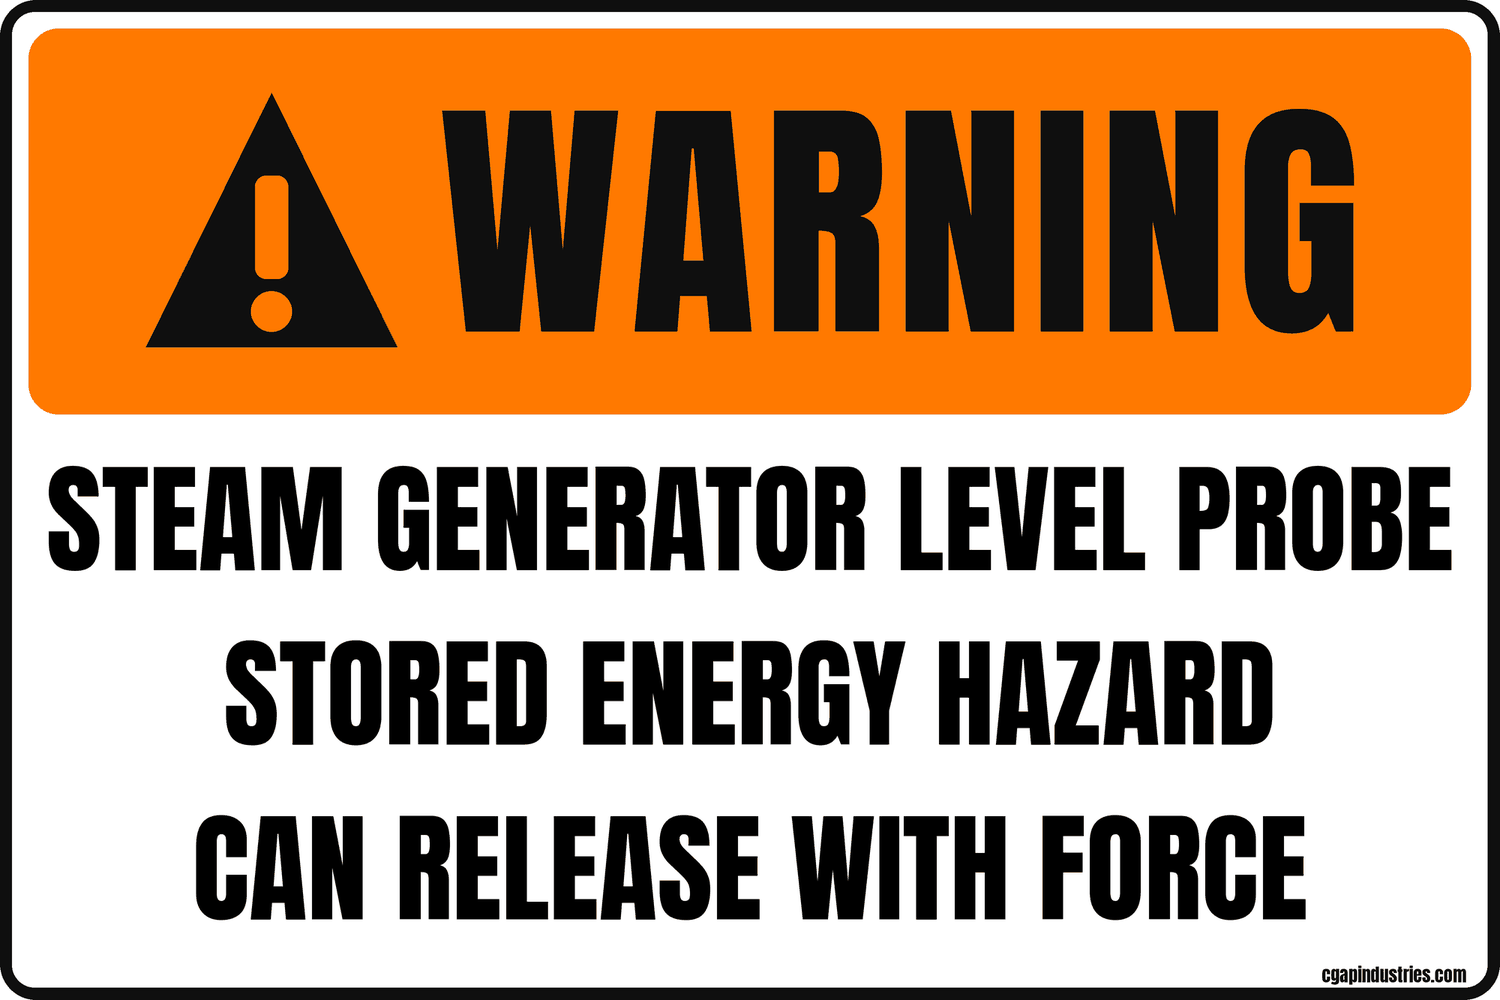 WARNING
STEAM GENERATOR LEVEL PROBE
STORED ENERGY HAZARD
CAN RELEASE WITH FORCE
cgapindustries.com